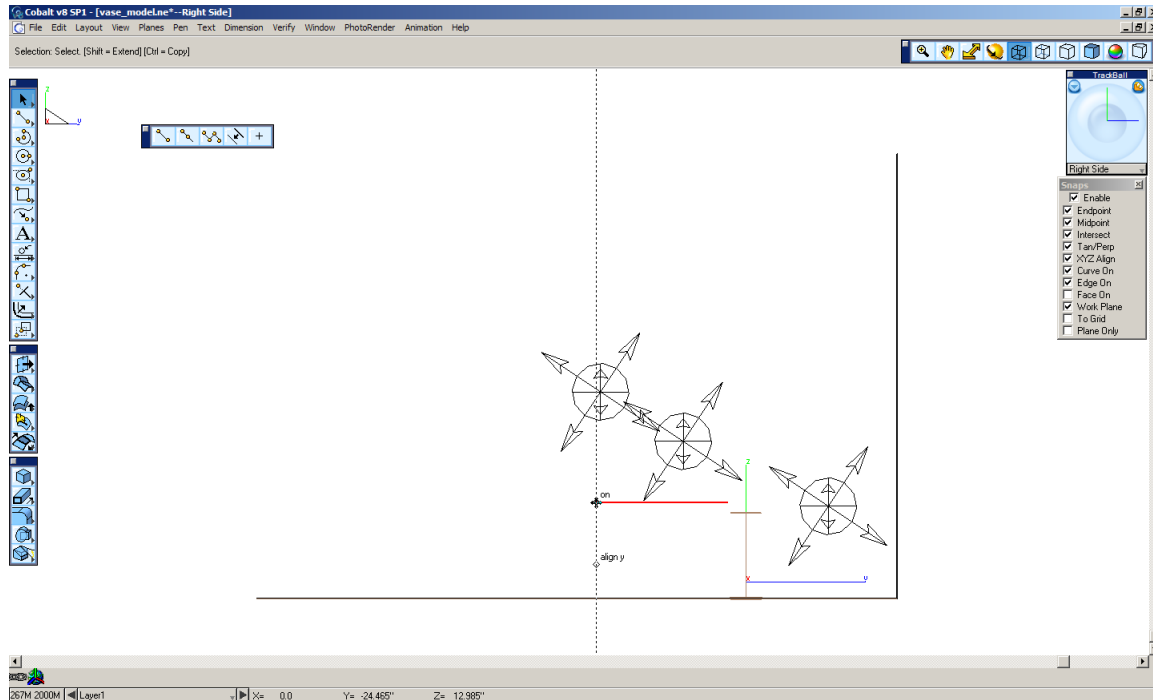 Cobalt v8 SP1 - [vase_model.ne*--Right Side]
File Edit Layout View Planes Pen Text Dimension Verify Window PhotoRender Animation Help
Selection: Select. [Shift = Extend] [Ctrl = Copy]
TrackBall
z
x y
Right Side
Snaps
Enable
Endpoint
Midpoint
Intersect
Tan/Perp
XYZ Align
Curve On
Edge On
Face On
Work Plane
To Grid
Plane Only
A
z
on
align y
x y
267M 2000M Layer1 X= 0.0 Y= -24.465" Z= 12.985"